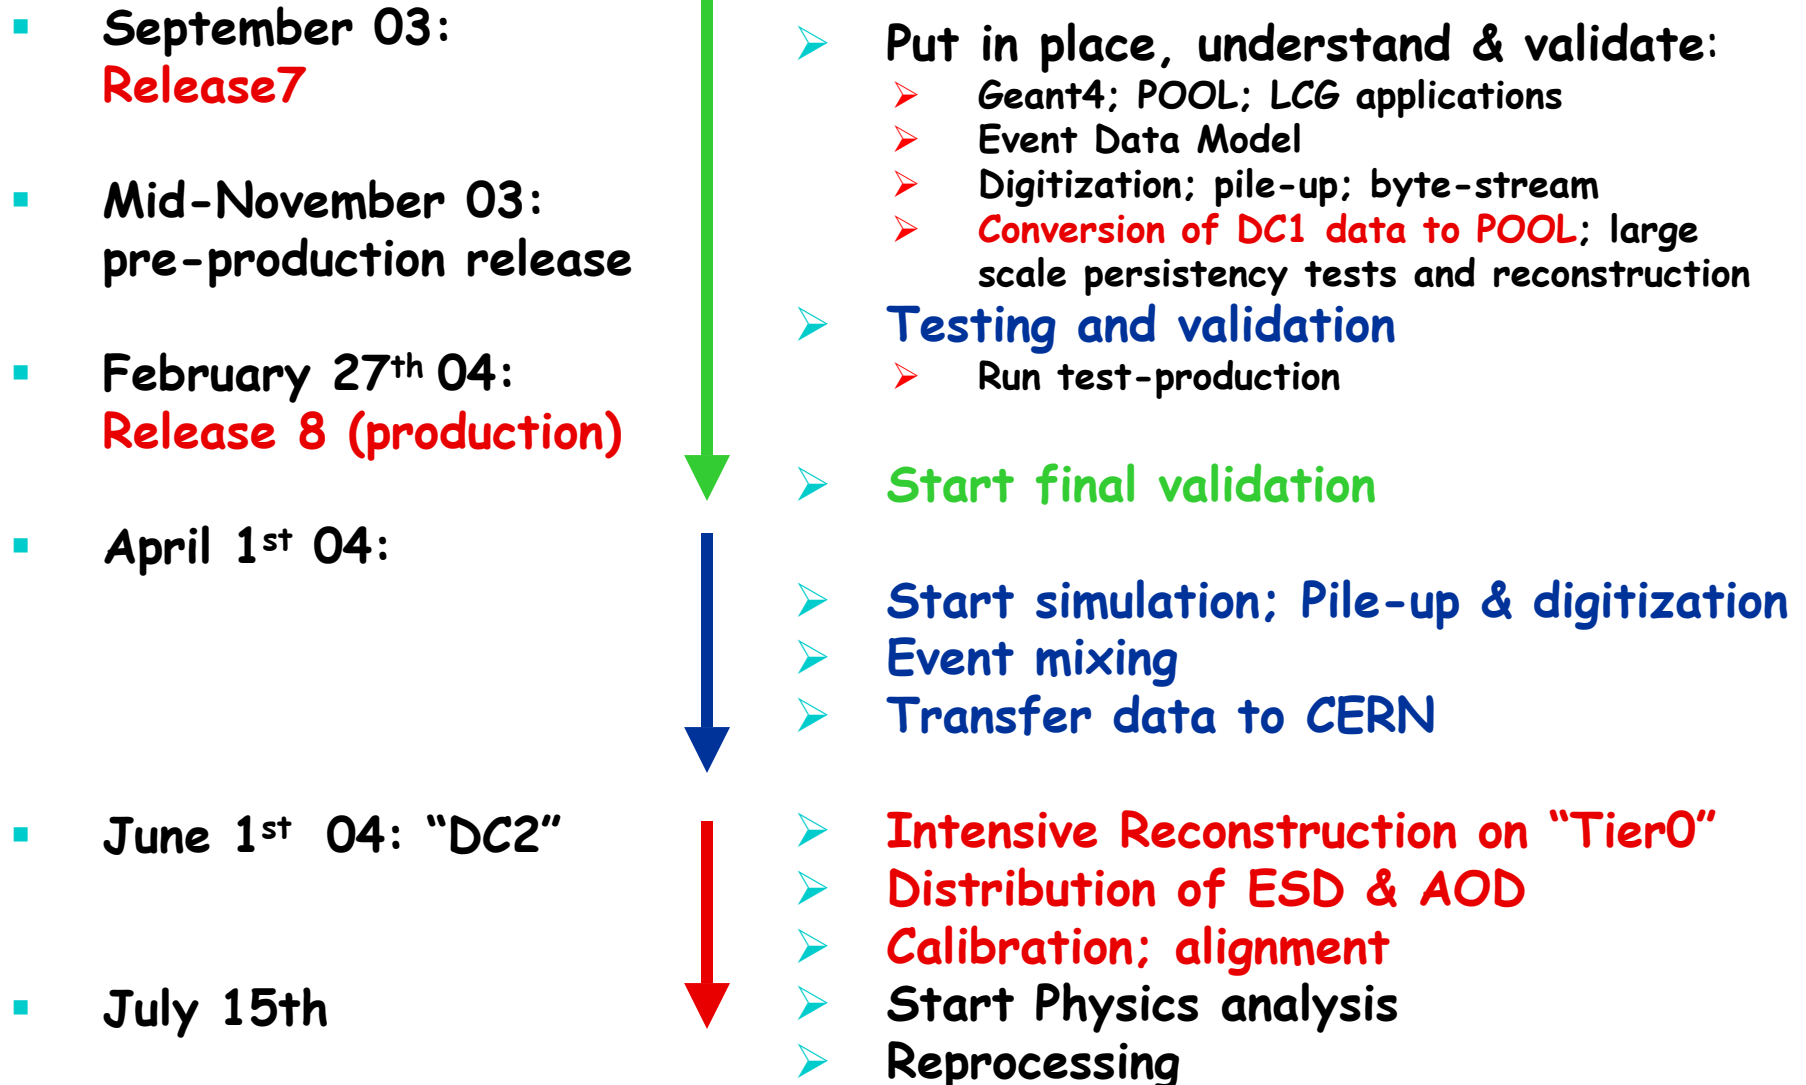 September 03:
Release7
Mid-November 03:
pre-production release
February 27th 04:
Release 8 (production)
April 1st 04:
June 1st 04: “DC2”
July 15th
Put in place, understand & validate:
Geant4; POOL; LCG applications
Event Data Model
Digitization; pile-up; byte-stream
Conversion of DC1 data to POOL; large
scale persistency tests and reconstruction
Testing and validation
Run test-production
Start final validation
Start simulation; Pile-up & digitization
Event mixing
Transfer data to CERN
Intensive Reconstruction on “Tier0”
Distribution of ESD & AOD
Calibration; alignment
Start Physics analysis
Reprocessing